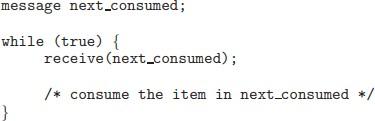 message next_consumed;
while (true) {
receive(next_consumed);
/* consume the item in next_consumed */
}